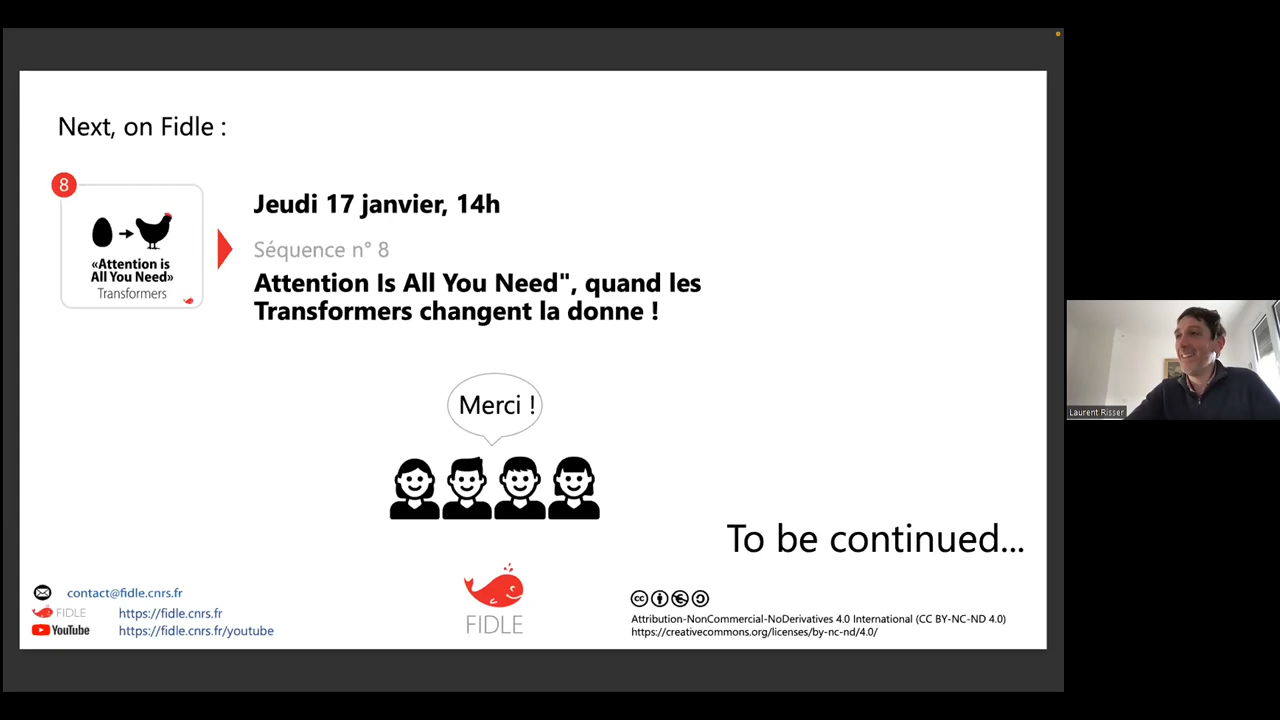 Next, on Fidle :
8
«Attention is
All You Need»
Transformers
Jeudi 17 janvier, 14h
Séquence n° 8
Attention Is All You Need", quand les
Transformers changent la donne !
Merci !
To be continued...
contact@fidle.cnrs.fr
FIDLE https://fidle.cnrs.fr
YouTube https://fidle.cnrs.fr/youtube
FIDLE
cc
Attribution-NonCommercial-NoDerivatives 4.0 International (CC BY-NC-ND 4.0)
https://creativecommons.org/licenses/by-nc-nd/4.0/
Laurent Risser